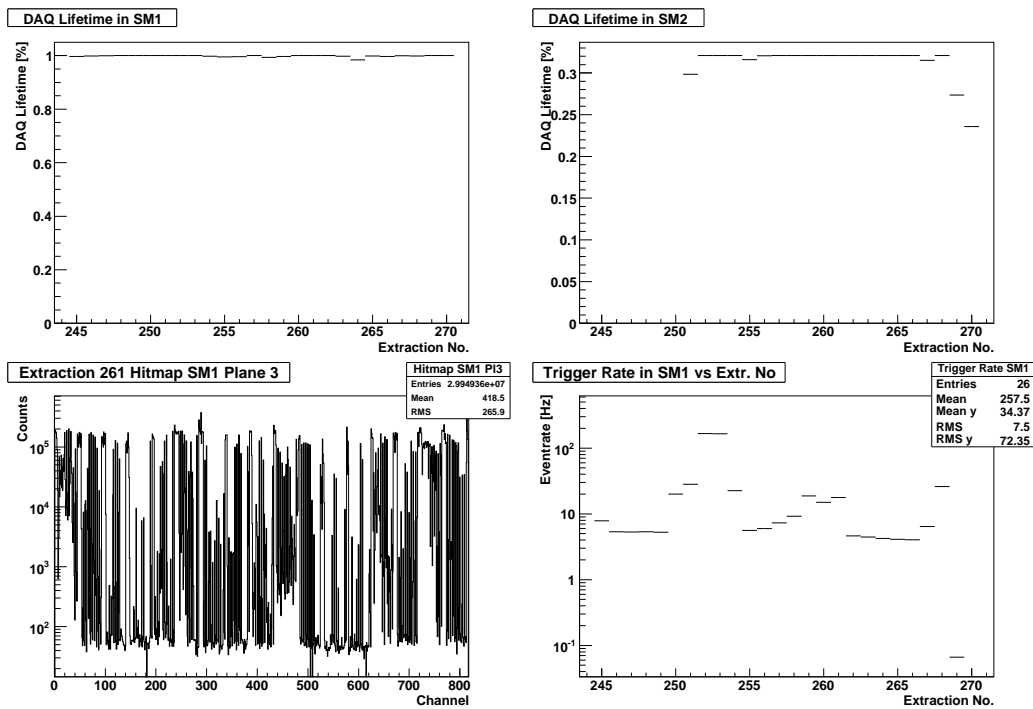 DAQ Lifetime in SM1
DAQ Lifetime [%]
1
0.8
0.6
0.4
0.2
0
245 250 255 260 265 270
Extraction No.
DAQ Lifetime in SM2
DAQ Lifetime [%]
0.3
0.25
0.2
0.15
0.1
0.05
0
245 250 255 260 265 270
Extraction No.
Extraction 261 Hitmap SM1 Plane 3
Hitmap SM1 Pl3
Entries 2.994936e+07
Mean 418.5
RMS 265.9
Counts
10^5
10^4
10^3
10^2
0 100 200 300 400 500 600 700 800
Channel
Trigger Rate in SM1 vs Extr. No
Trigger Rate SM1
Entries 26
Mean 257.5
Mean y 34.37
RMS 7.5
RMS y 72.35
Eventrate [Hz]
10^2
10
1
10^-1
245 250 255 260 265 270
Extraction No.